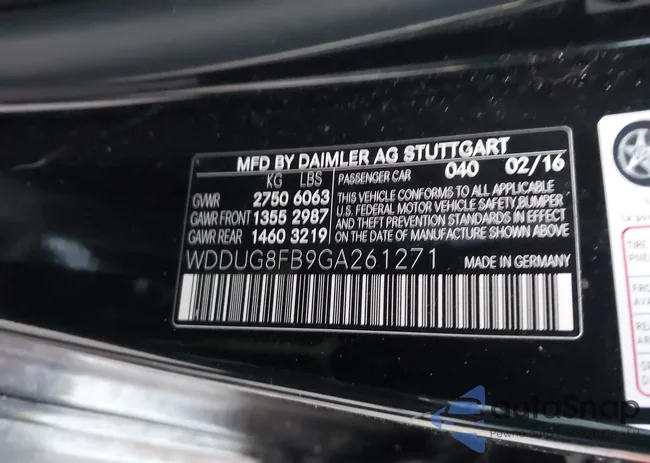 MFD BY DAIMLER AG STUTTGART
KG LBS PASSENGER CAR 040 02/16
GVWR 2750 6063
GAWR FRONT 1355 2987
GAWR REAR 1460 3219
THIS VEHICLE CONFORMS TO ALL APPLICABLE
U.S. FEDERAL MOTOR VEHICLE SAFETY,BUMPER
AND THEFT PREVENTION STANDARDS IN EFFECT
ON THE DATE OF MANUFACTURE SHOWN ABOVE
WDDUG8FB9GA261271 MADE IN GERMANY
TIRE
autoSnap